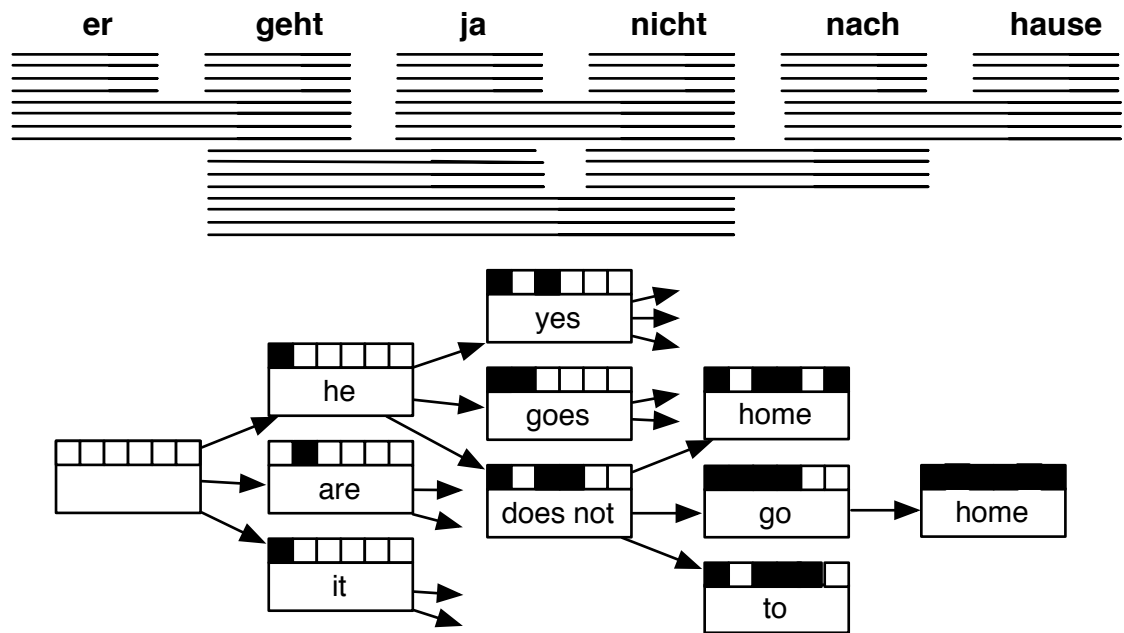 er geht ja nicht nach hause
yes
he
goes
home
are
does not
go
home
it
to